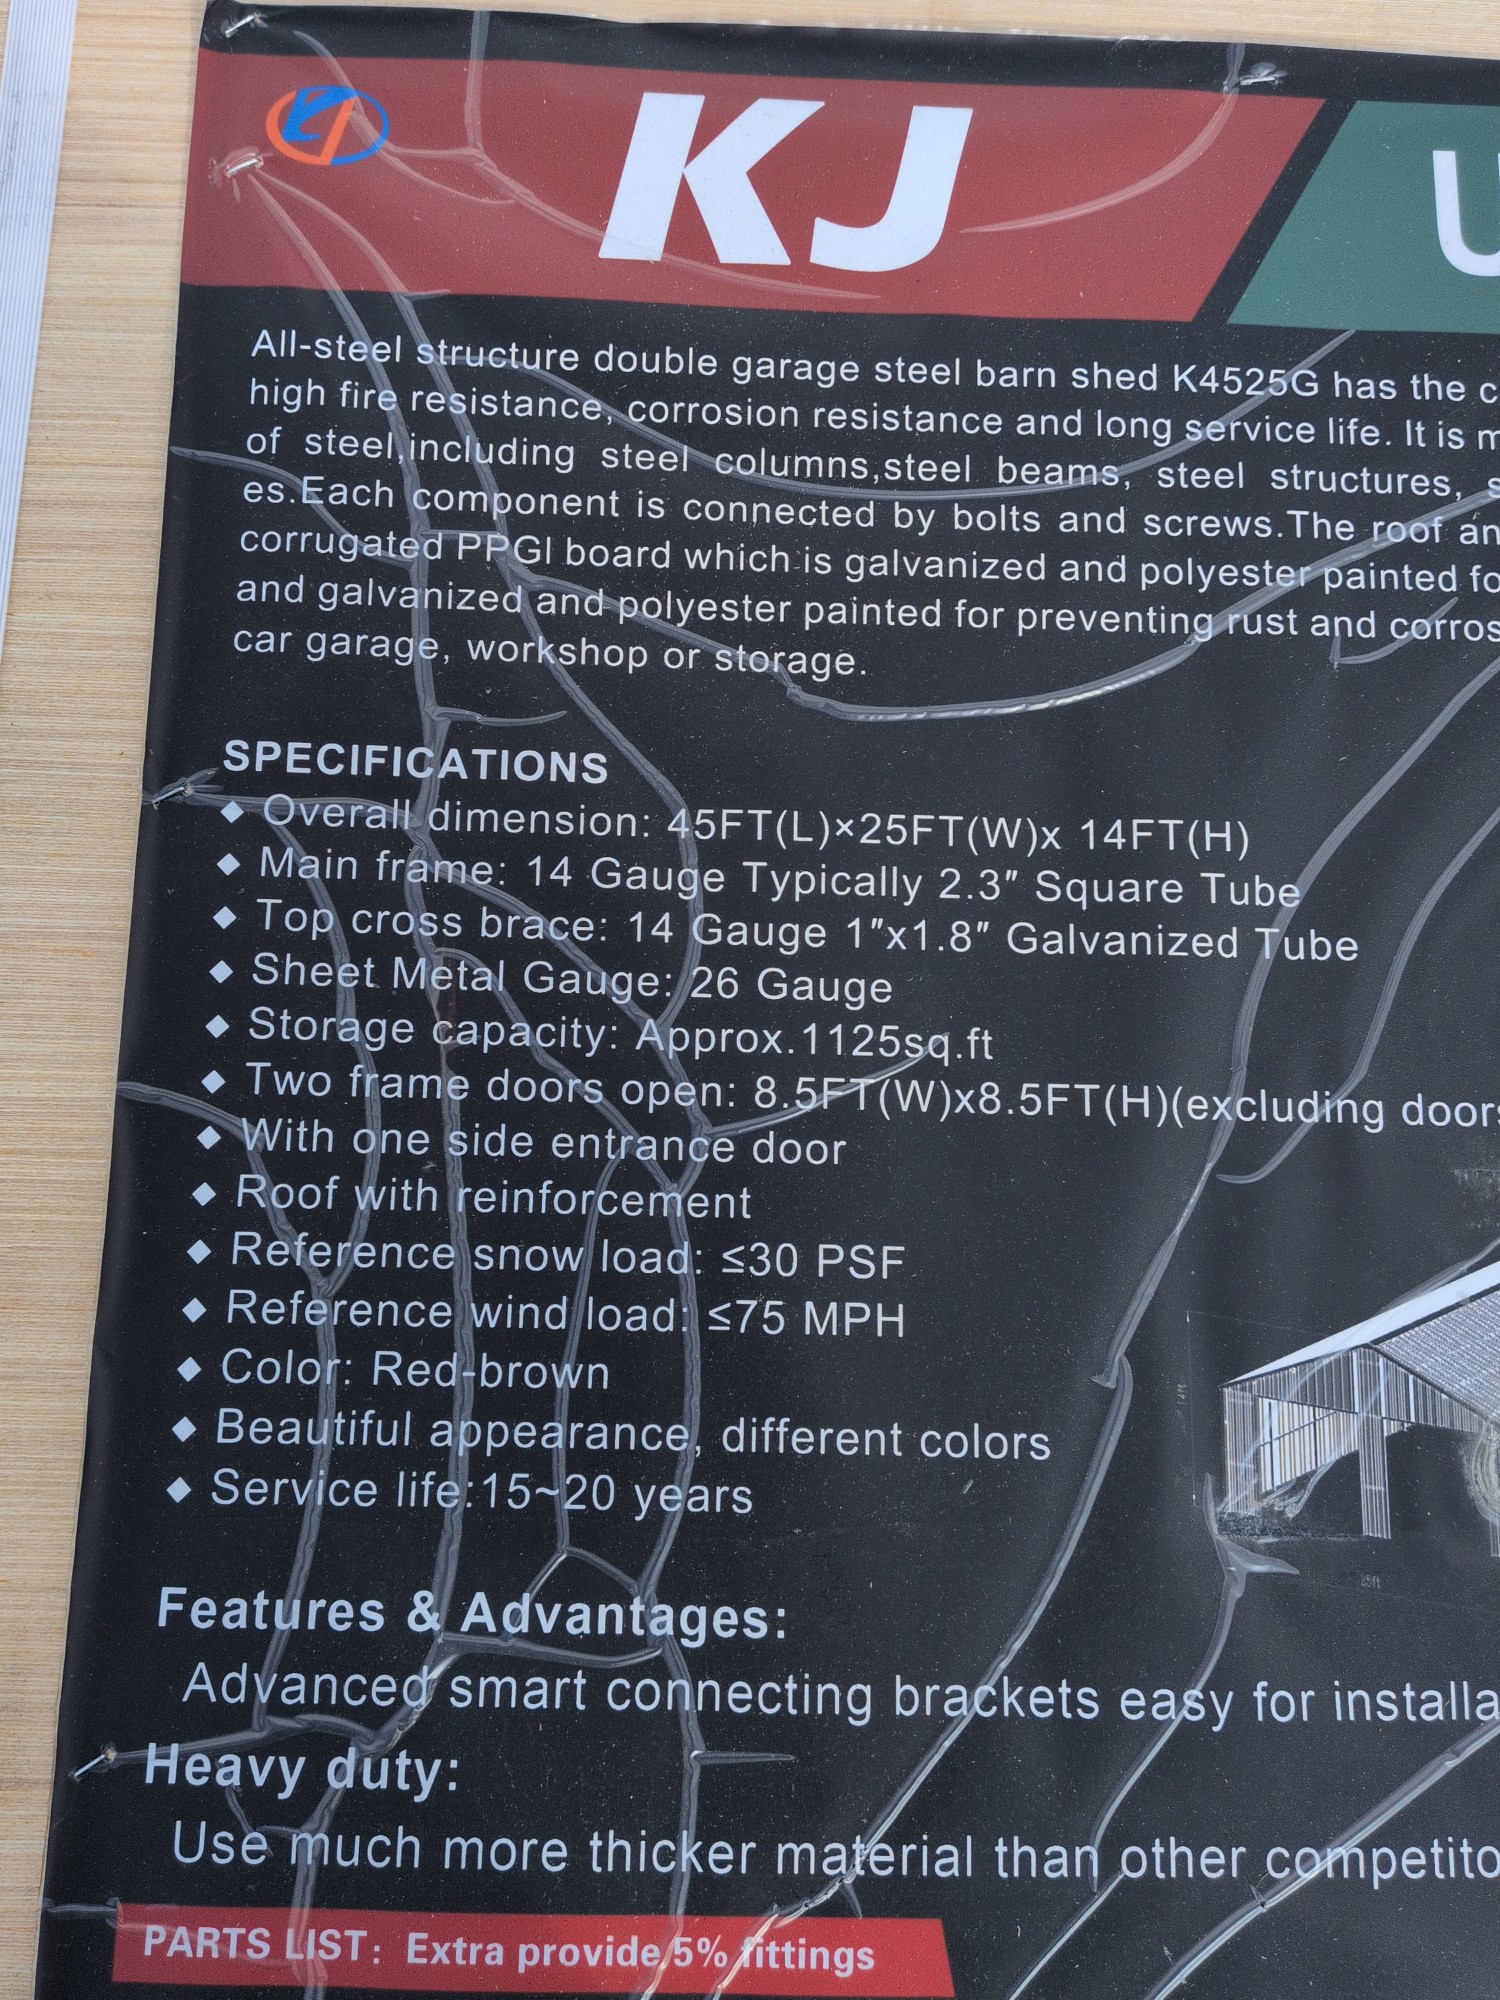 KJ U
All-steel structure double garage steel barn shed K4525G has the c
high fire resistance, corrosion resistance and long service life. It is m
of steel,including steel columns,steel beams, steel structures, s
es.Each component is connected by bolts and screws.The roof an
corrugated PPGI board which is galvanized and polyester painted fo
and galvanized and polyester painted for preventing rust and corros
car garage, workshop or storage.
SPECIFICATIONS
◆ Overall dimension: 45FT(L)×25FT(W)x 14FT(H)
◆ Main frame: 14 Gauge Typically 2.3″ Square Tube
◆ Top cross brace: 14 Gauge 1″x1.8″ Galvanized Tube
◆ Sheet Metal Gauge: 26 Gauge
◆ Storage capacity: Approx.1125sq.ft
◆ Two frame doors open: 8.5FT(W)x8.5FT(H)(excluding doors
◆ With one side entrance door
◆ Roof with reinforcement
◆ Reference snow load: ≤30 PSF
◆ Reference wind load: ≤75 MPH
◆ Color: Red-brown
◆ Beautiful appearance, different colors
◆ Service life:15~20 years
25ft
Features & Advantages:
Advanced smart connecting brackets easy for installa
Heavy duty:
Use much more thicker material than other competito
PARTS LIST: Extra provide 5% fittings